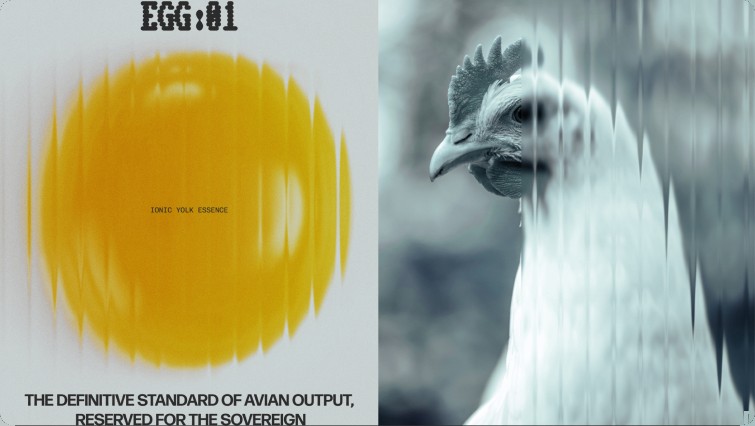 EGG:01
IONIC YOLK ESSENCE
THE DEFINITIVE STANDARD OF AVIAN OUTPUT,
RESERVED FOR THE SOVEREIGN